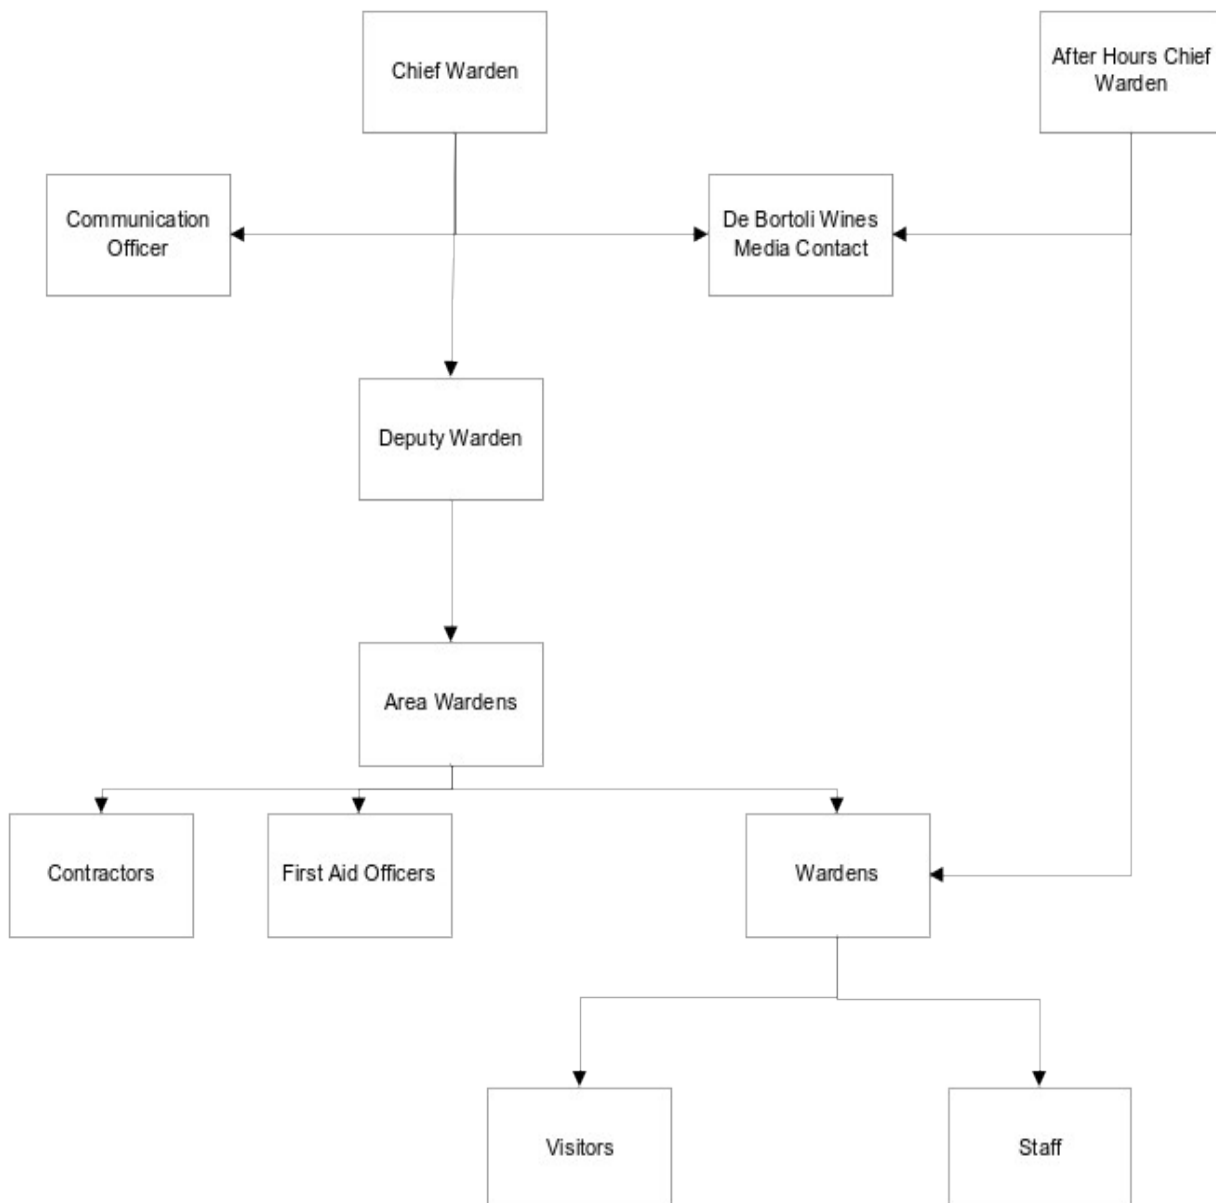 Chief Warden
After Hours Chief
Warden
Communication
Officer
De Bortoli Wines
Media Contact
Deputy Warden
Area Wardens
Contractors
First Aid Officers
Wardens
Visitors
Staff